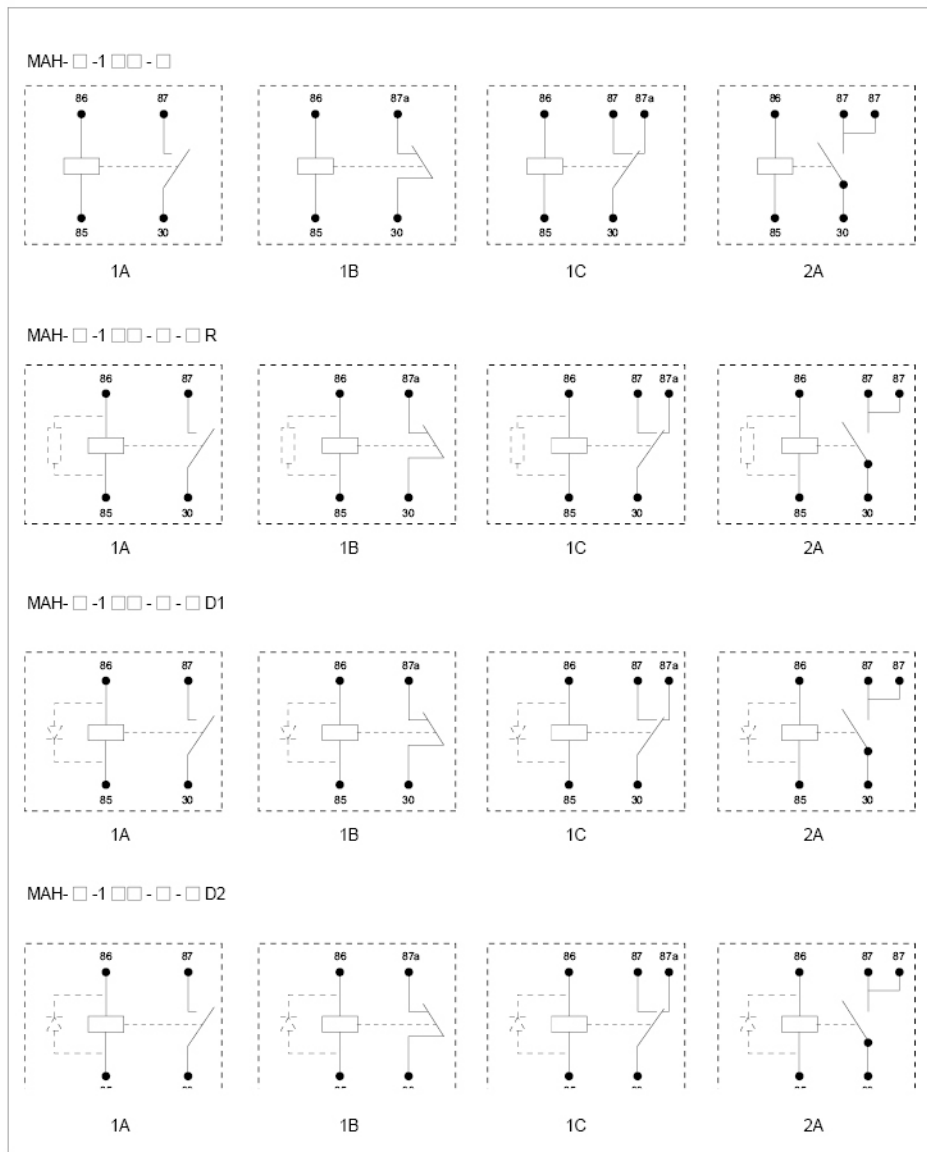 MAH- □ -1 □□ - □
86 87 86 87a 86 87 87a 86 87 87
85 30 85 30 85 30 85 30
1A 1B 1C 2A
MAH- □ -1 □□ - □ - □ R
86 87 86 87a 86 87 87a 86 87 87
85 30 85 30 85 30 85 30
1A 1B 1C 2A
MAH- □ -1 □□ - □ - □ D1
86 87 86 87a 86 87 87a 86 87 87
85 30 85 30 85 30 85 30
1A 1B 1C 2A
MAH- □ -1 □□ - □ - □ D2
86 87 86 87a 86 87 87a 86 87 87
1A 1B 1C 2A